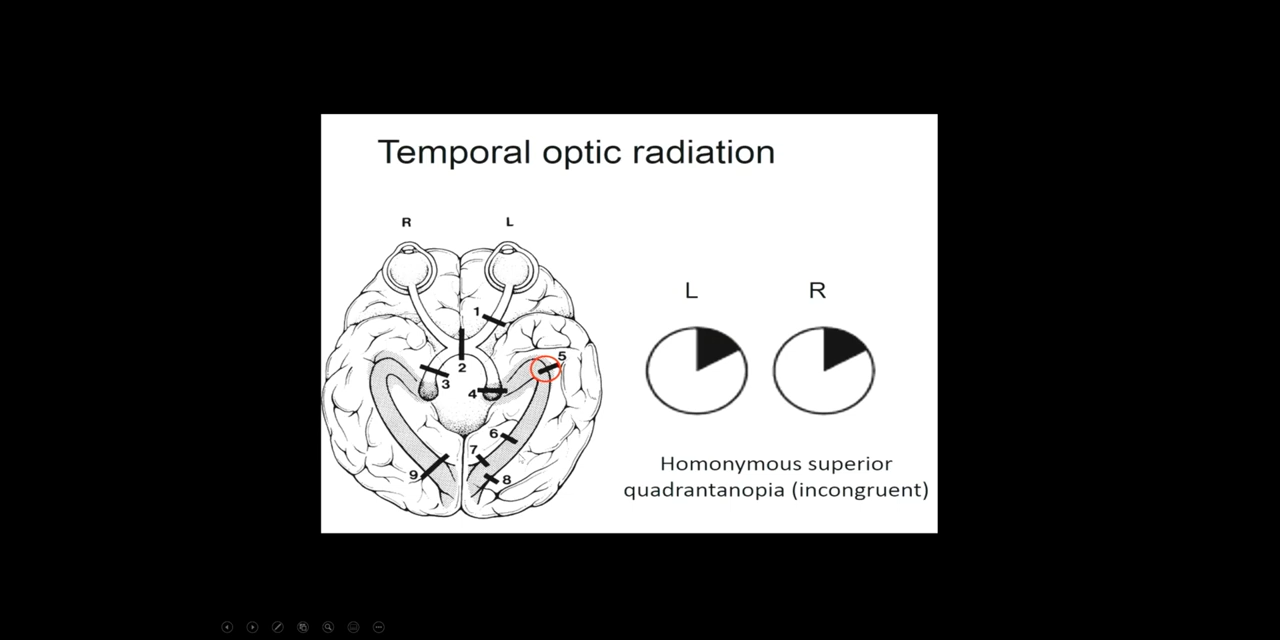 Temporal optic radiation
R L
1
2
3
4
5
6
7
8
9
L R
Homonymous superior
quadrantanopia (incongruent)